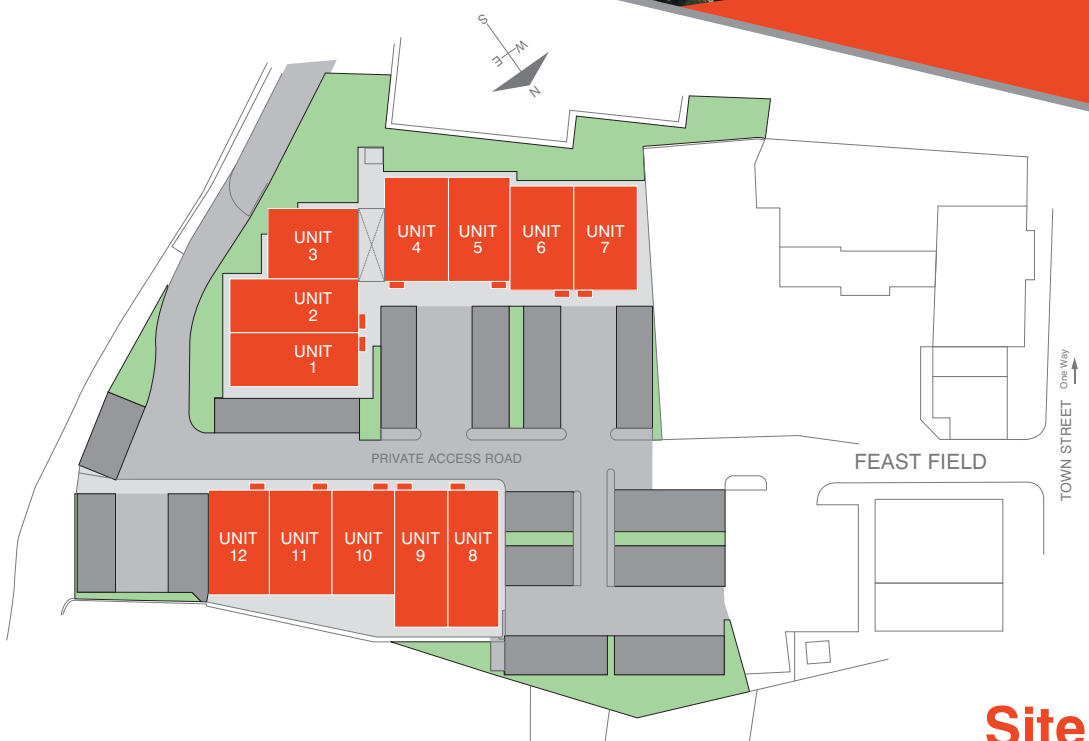 S
W
E
N
UNIT
4
UNIT
5
UNIT
6
UNIT
7
UNIT
3
UNIT
2
UNIT
1
One Way
TOWN STREET
PRIVATE ACCESS ROAD
FEAST FIELD
UNIT
12
UNIT
11
UNIT
10
UNIT
9
UNIT
8
Site